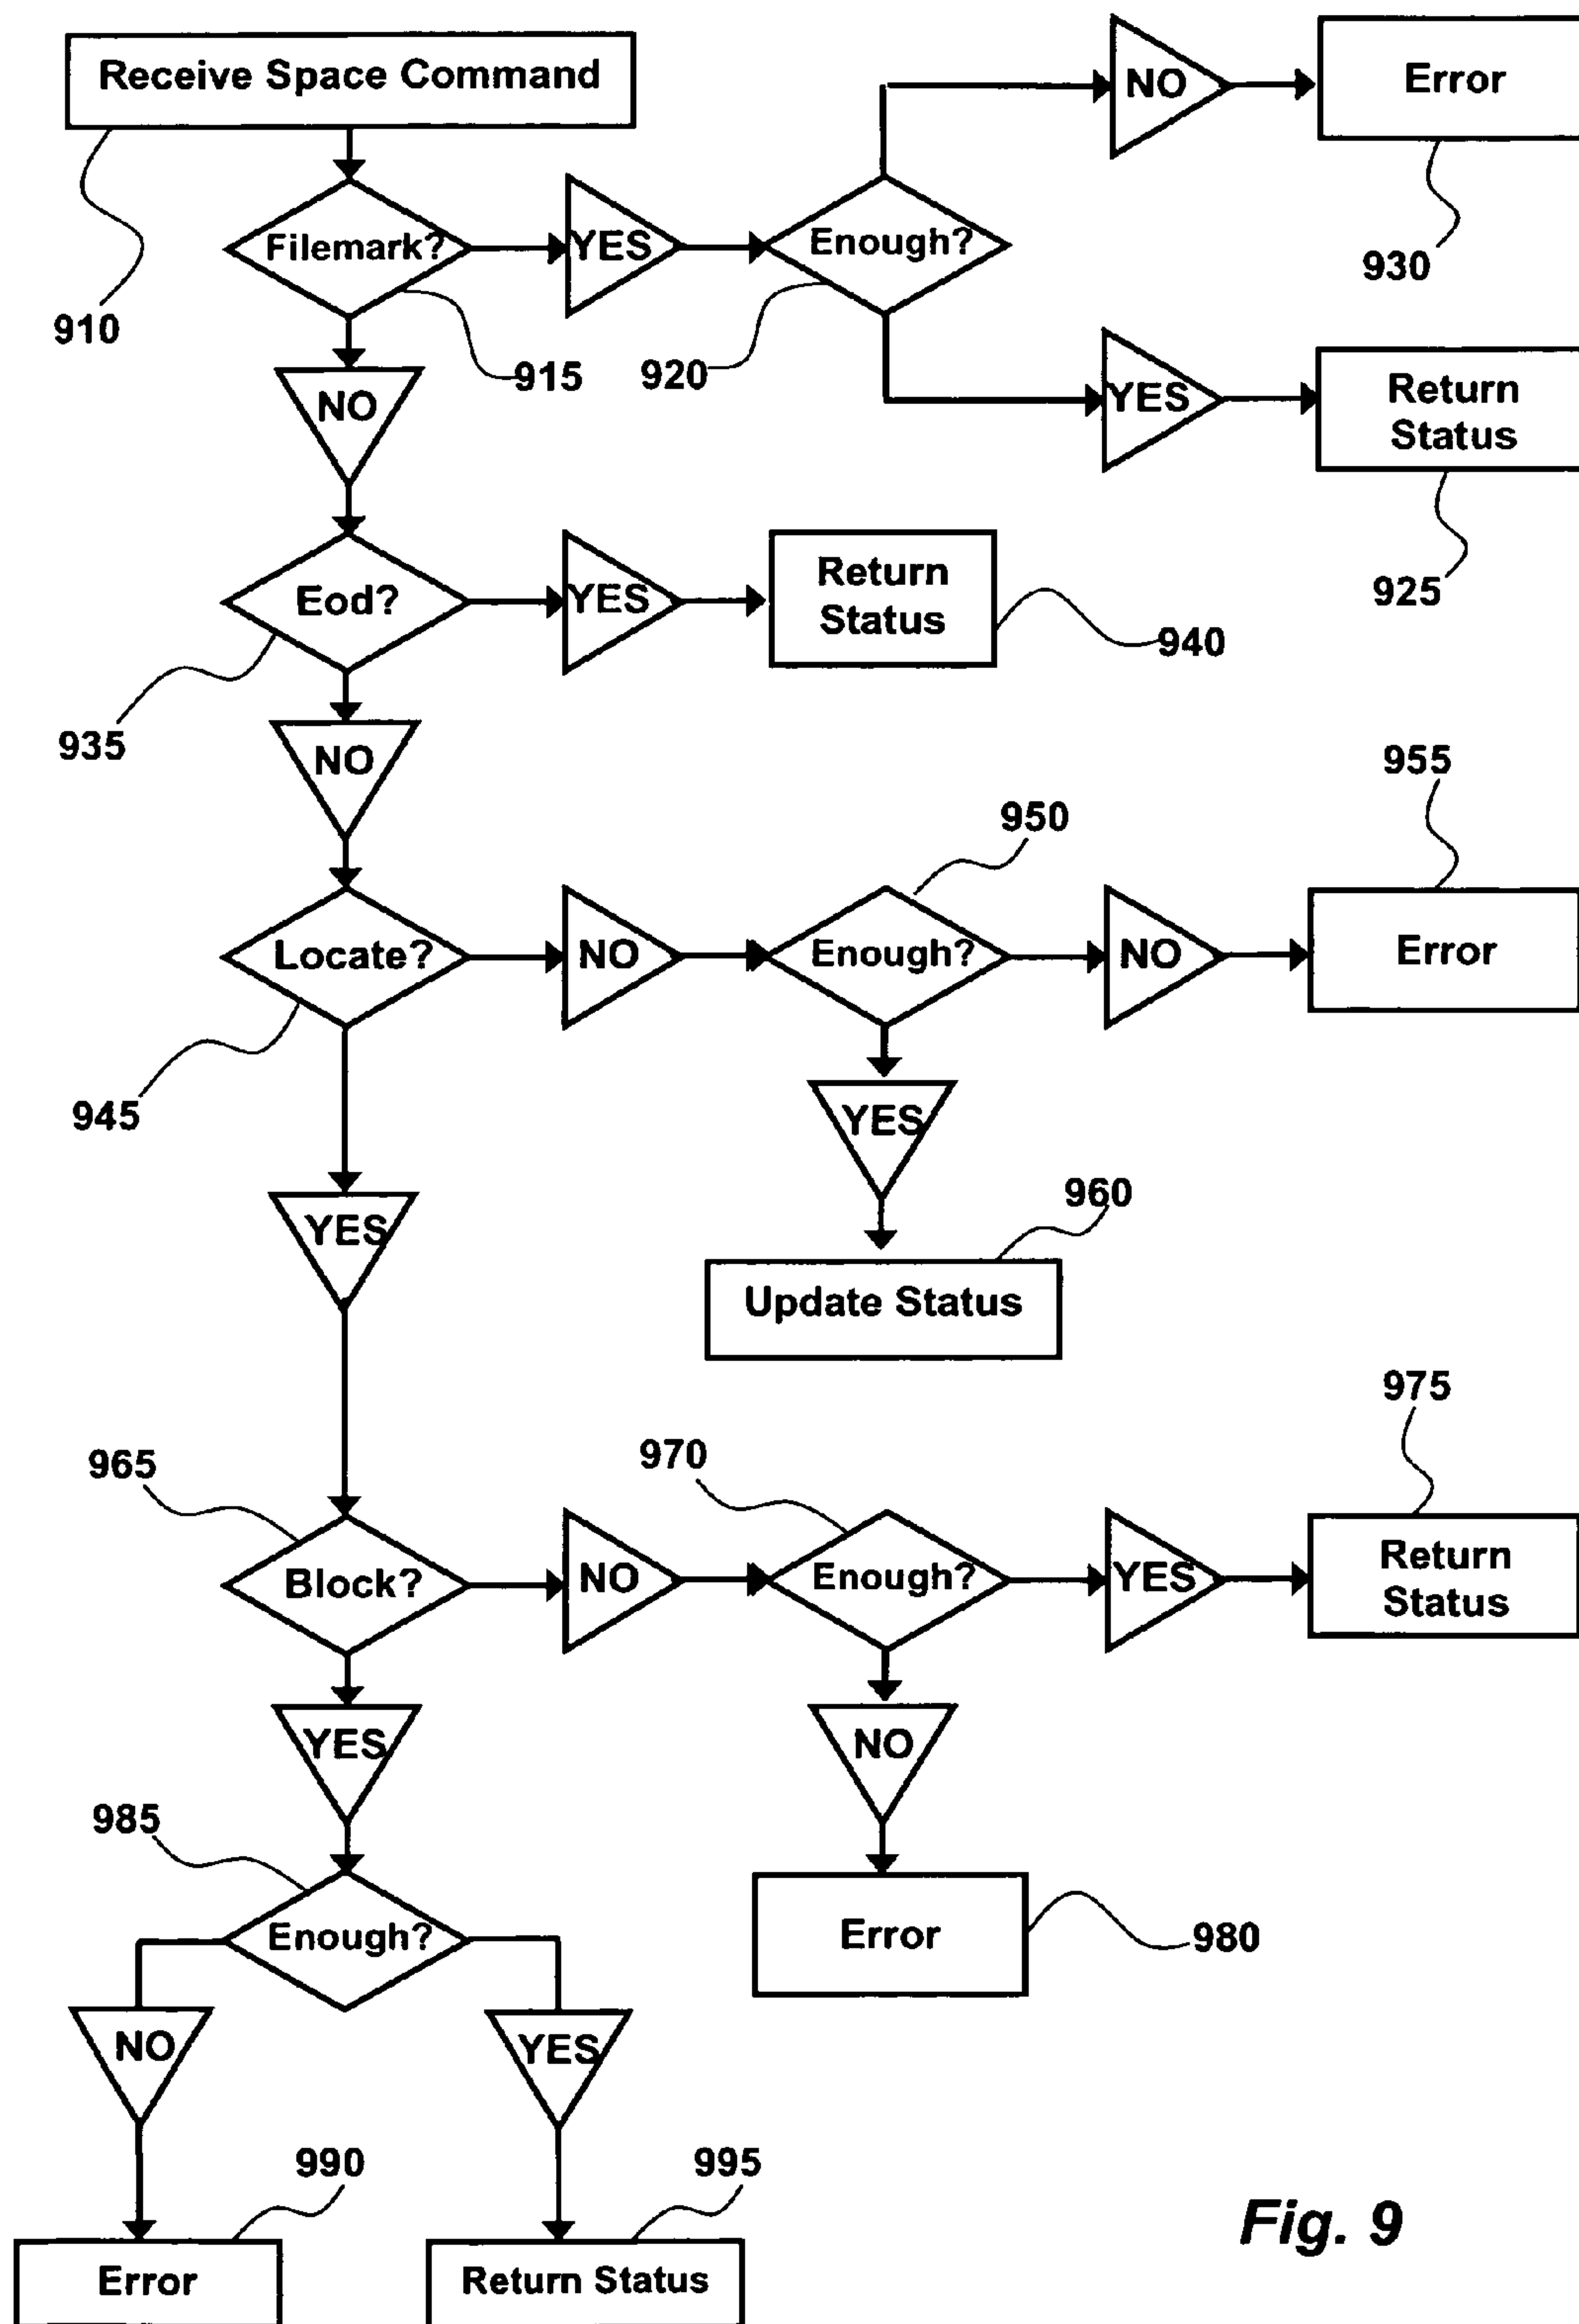 Receive Space Command
NO
Error
910
Filemark?
YES
Enough?
930
915
920
NO
YES
Return
Status
925
Eod?
YES
Return
Status
940
935
NO
955
950
Locate?
NO
Enough?
NO
Error
945
YES
960
YES
Update Status
975
965
970
Block?
NO
Enough?
YES
Return
Status
YES
NO
985
Enough?
Error
980
NO
YES
990
995
Error
Return Status
Fig. 9